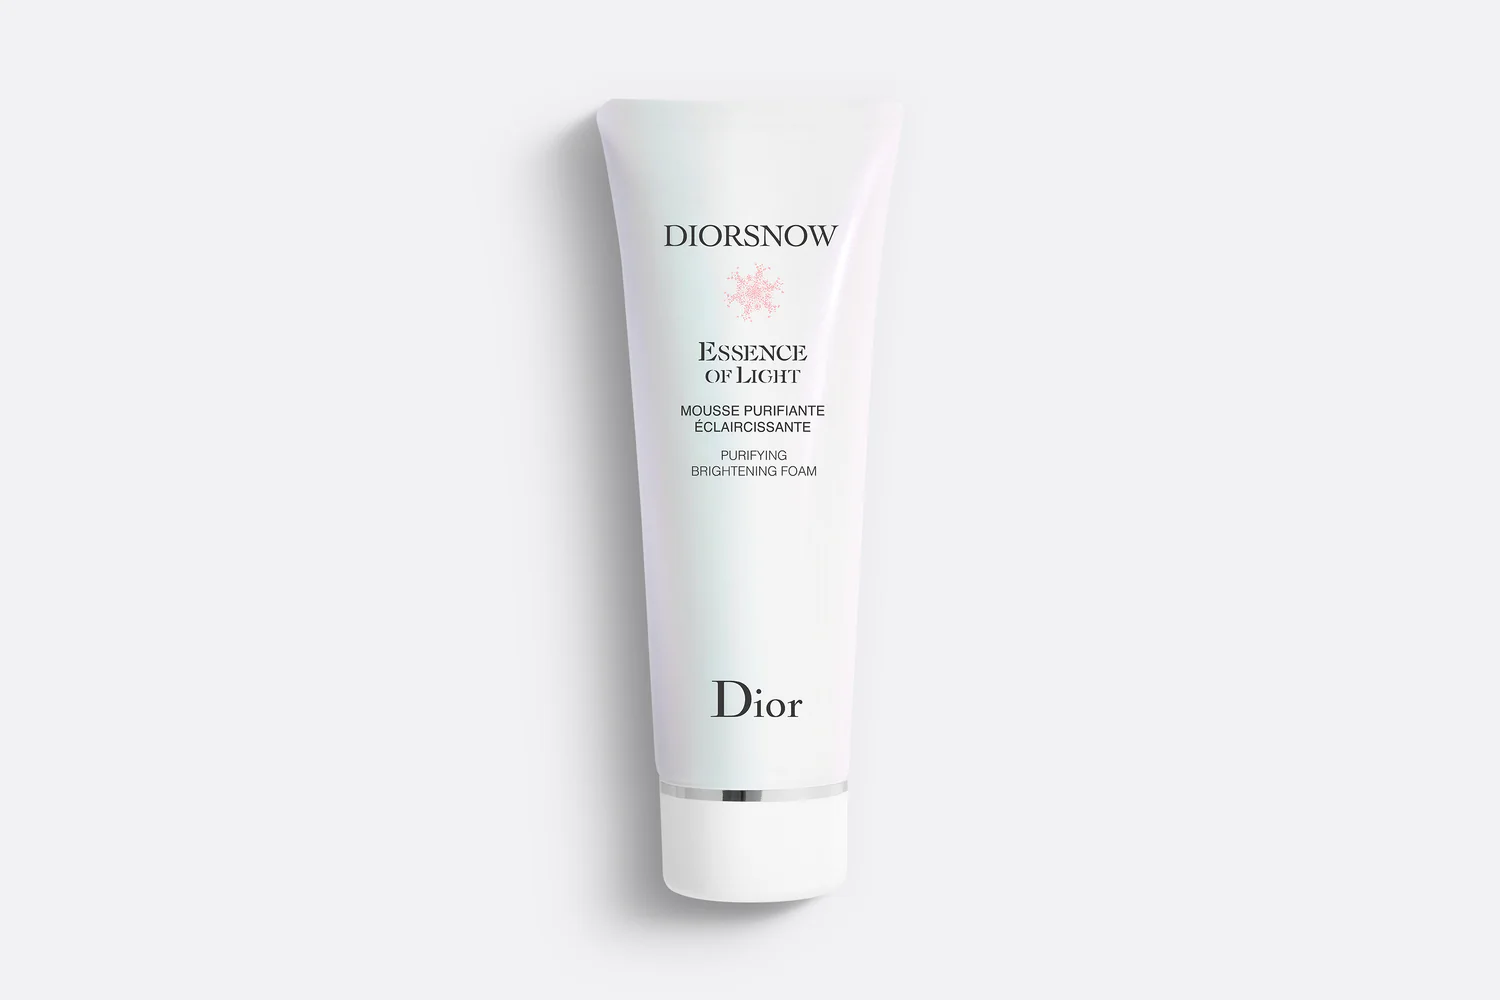 DIORSNOW
ESSENCE
OF LIGHT
MOUSSE PURIFIANTE
ÉCLAIRCISSANTE
PURIFYING
BRIGHTENING FOAM
Dior